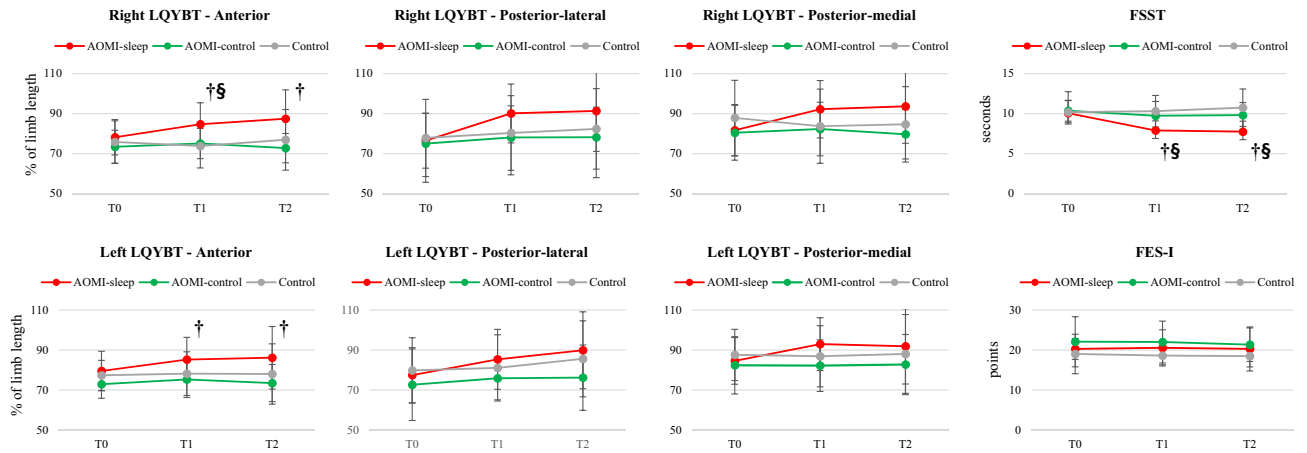 Right LQYBT - Anterior
AOMI-sleep AOMI-control Control
% of limb length
110
90
70
50
†§
†
T0 T1 T2
Right LQYBT - Posterior-lateral
AOMI-sleep AOMI-control Control
110
90
70
50
T0 T1 T2
Right LQYBT - Posterior-medial
AOMI-sleep AOMI-control Control
110
90
70
50
T0 T1 T2
FSST
AOMI-sleep AOMI-control Control
seconds
15
10
5
0
†§ †§
T0 T1 T2
Left LQYBT - Anterior
AOMI-sleep AOMI-control Control
% of limb length
110
90
70
50
† †
T0 T1 T2
Left LQYBT - Posterior-lateral
AOMI-sleep AOMI-control Control
110
90
70
50
T0 T1 T2
Left LQYBT - Posterior-medial
AOMI-sleep AOMI-control Control
110
90
70
50
T0 T1 T2
FES-I
AOMI-sleep AOMI-control Control
points
30
20
10
0
T0 T1 T2